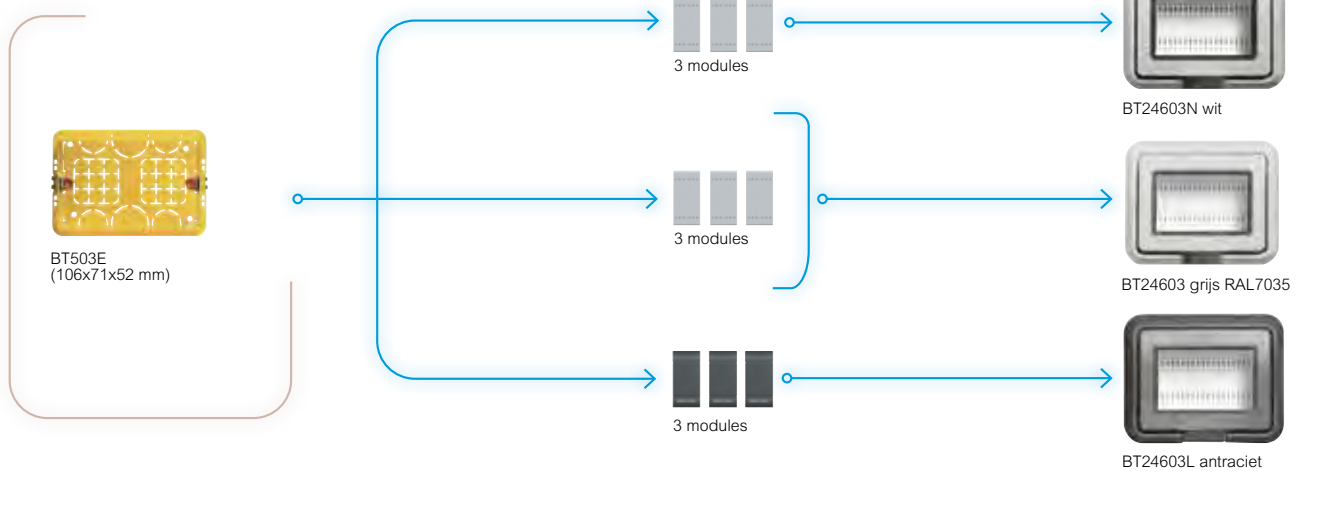 3 modules
BT24603N wit
BT503E
(106x71x52 mm)
3 modules
BT24603 grijs RAL7035
3 modules
BT24603L antraciet